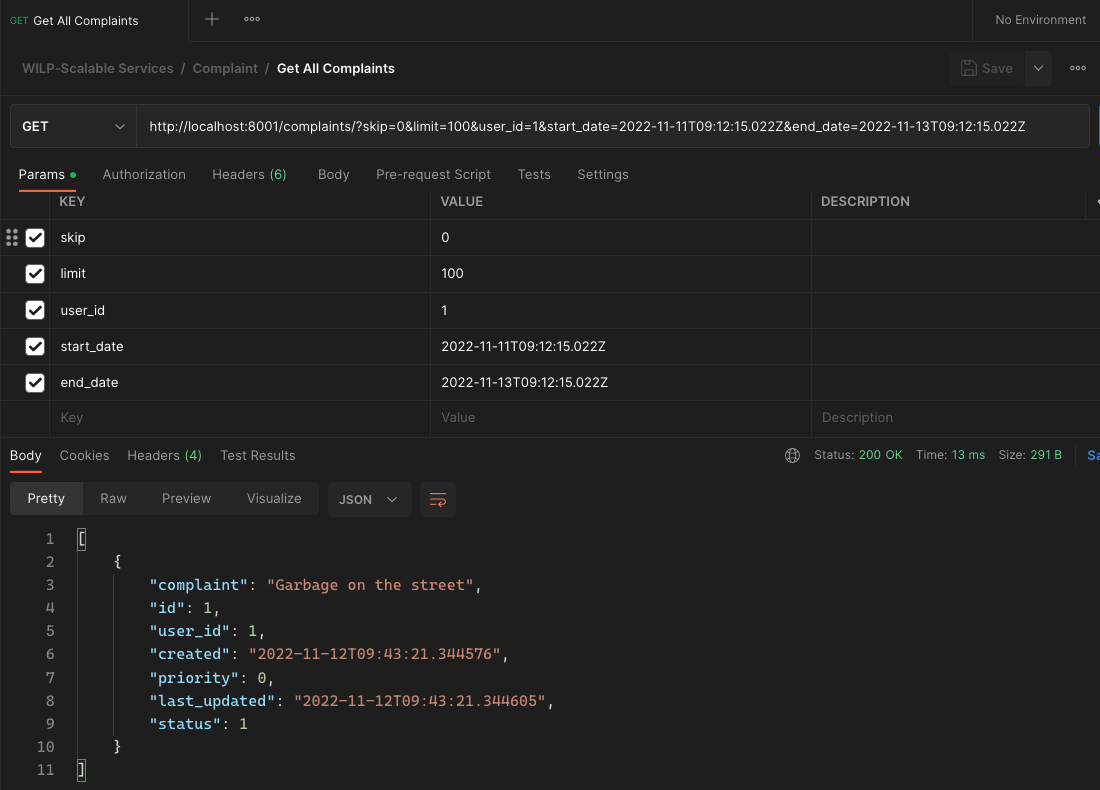 GET Get All Complaints
No Environment
WILP-Scalable Services / Complaint / Get All Complaints
Save
GET http://localhost:8001/complaints/?skip=0&limit=100&user_id=1&start_date=2022-11-11T09:12:15.022Z&end_date=2022-11-13T09:12:15.022Z
Params Authorization Headers (6) Body Pre-request Script Tests Settings
KEY VALUE DESCRIPTION
skip 0
limit 100
user_id 1
start_date 2022-11-11T09:12:15.022Z
end_date 2022-11-13T09:12:15.022Z
Key Value Description
Body Cookies Headers (4) Test Results Status: 200 OK Time: 13 ms Size: 291 B Sa
Pretty Raw Preview Visualize JSON
1 [
2 {
3 "complaint": "Garbage on the street",
4 "id": 1,
5 "user_id": 1,
6 "created": "2022-11-12T09:43:21.344576",
7 "priority": 0,
8 "last_updated": "2022-11-12T09:43:21.344605",
9 "status": 1
10 }
11 ]